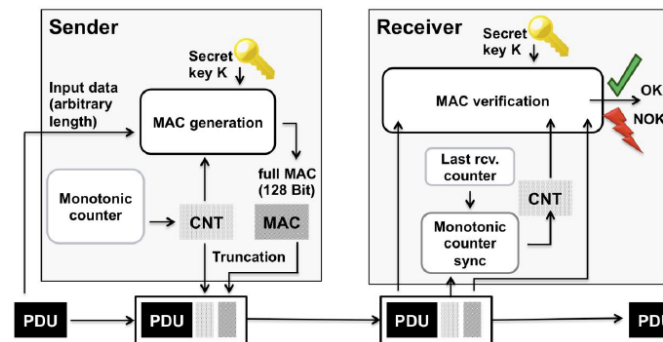 Sender
Secret
key K
Input data
(arbitrary
length)
MAC generation
full MAC
(128 Bit)
Monotonic
counter
CNT
MAC
Truncation
PDU
PDU
Receiver
Secret
key K
MAC verification
OK
NOK
Last rcv.
counter
CNT
Monotonic
counter
sync
PDU
PDU